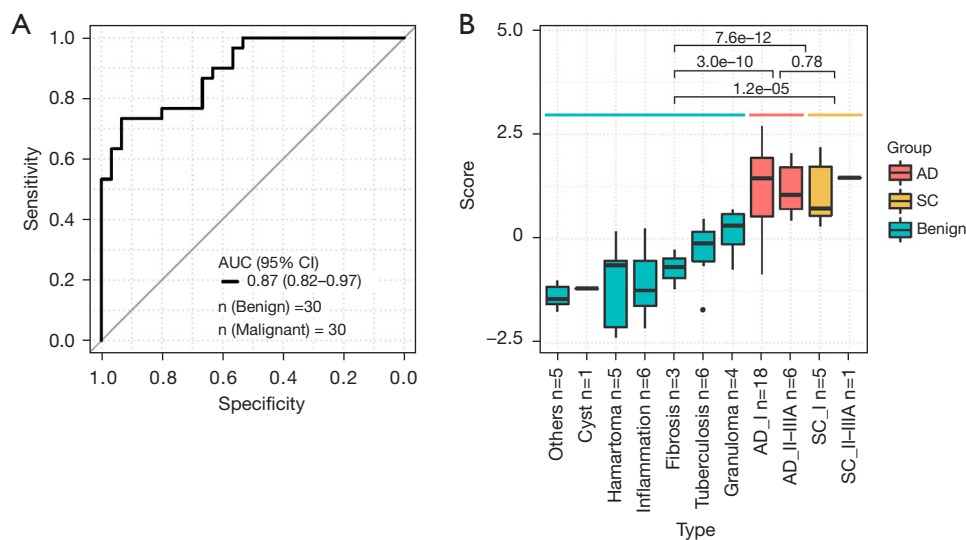 A
Sensitivity
1.0
0.8
0.6
0.4
0.2
0.0
AUC (95% CI)
0.87 (0.82–0.97)
n (Benign) =30
n (Malignant) = 30
1.0 0.8 0.6 0.4 0.2 0.0
Specificity
B
Score
5.0
2.5
0
−2.5
7.6e–12
3.0e–10
0.78
1.2e–05
Others n=5
Cyst n=1
Hamartoma n=5
Inflammation n=6
Fibrosis n=3
Tuberculosis n=6
Granuloma n=4
AD_I n=18
AD_II–IIIA n=6
SC_I n=5
SC_II–IIIA n=1
Type
Group
AD
SC
Benign